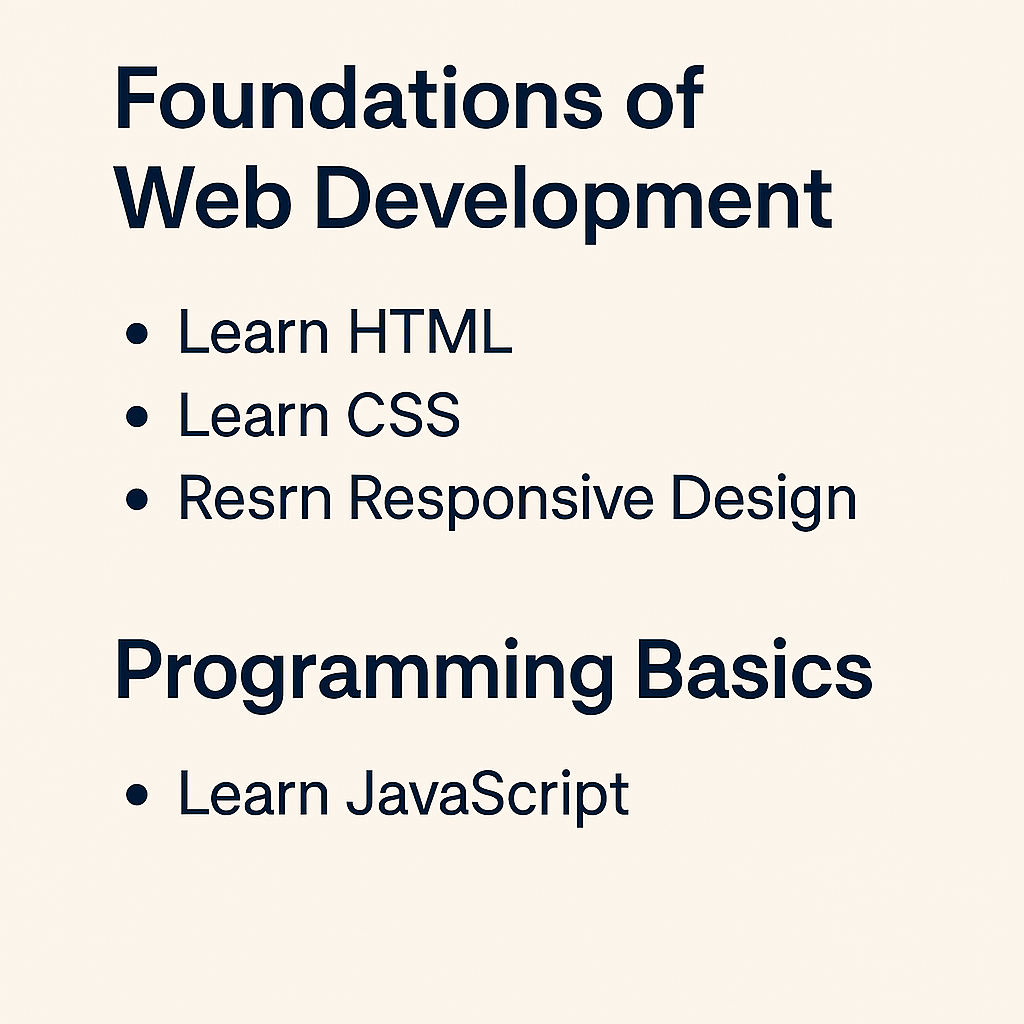 Foundations of
Web Development
• Learn HTML
• Learn CSS
• Resrn Responsive Design
Programming Basics
• Learn JavaScript